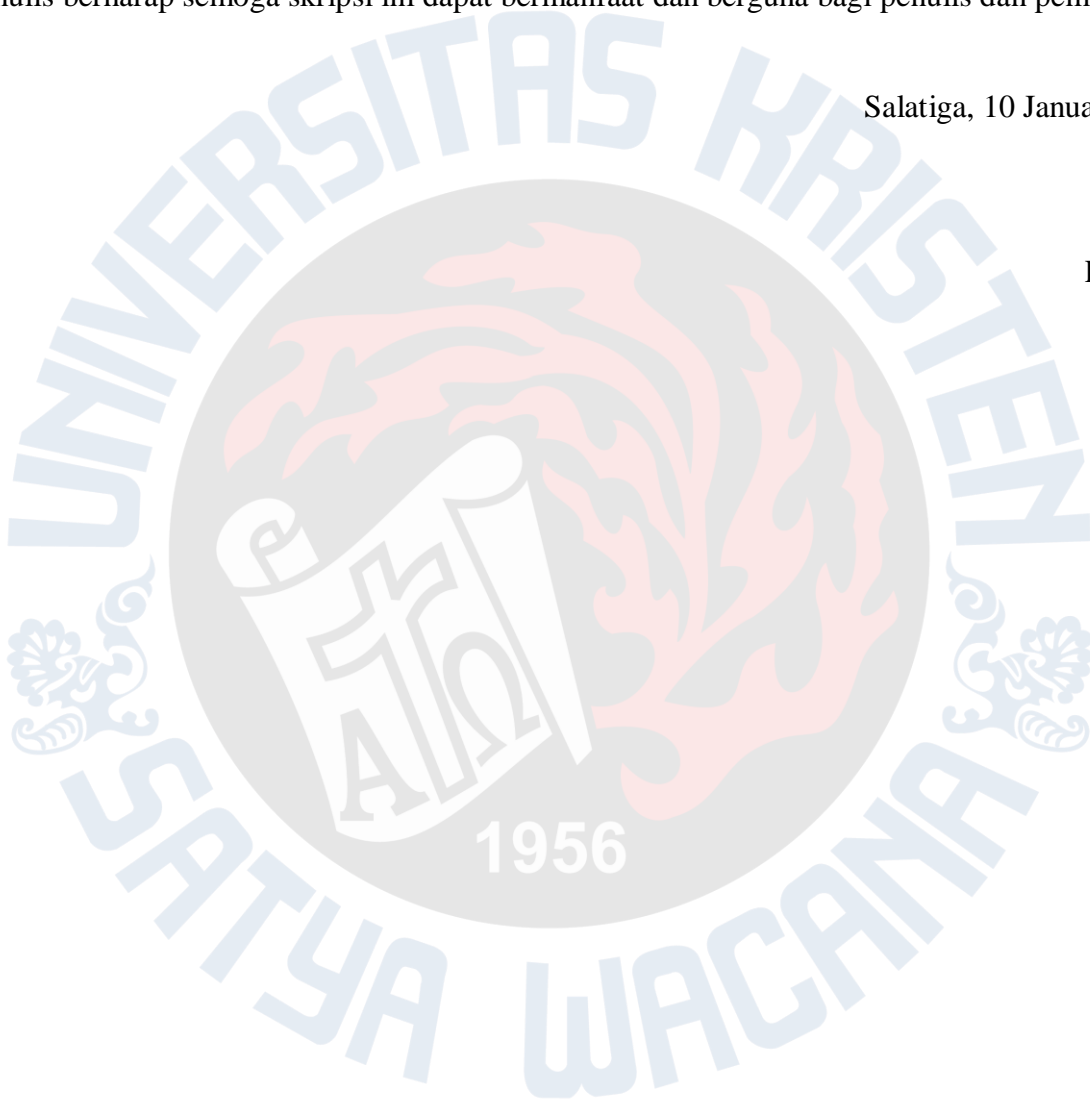 berharap semoga skripsi ini dapat bermanfaat dan berguna bagi penulis dan
Salatiga, 10
UNIVERSITAS KRISTEN
SATYA WACANA
Α Ω
1956